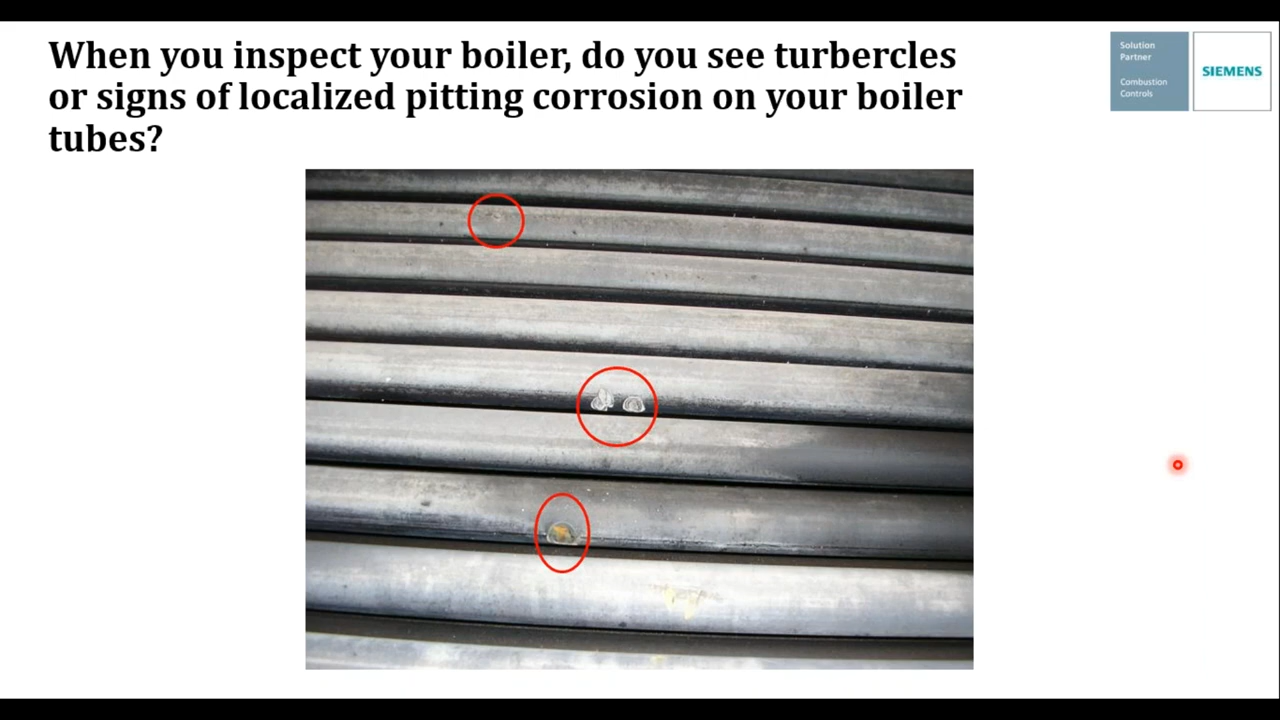 When you inspect your boiler, do you see turbercles
or signs of localized pitting corrosion on your boiler
tubes?
Solution
Partner
Combustion
Controls
SIEMENS